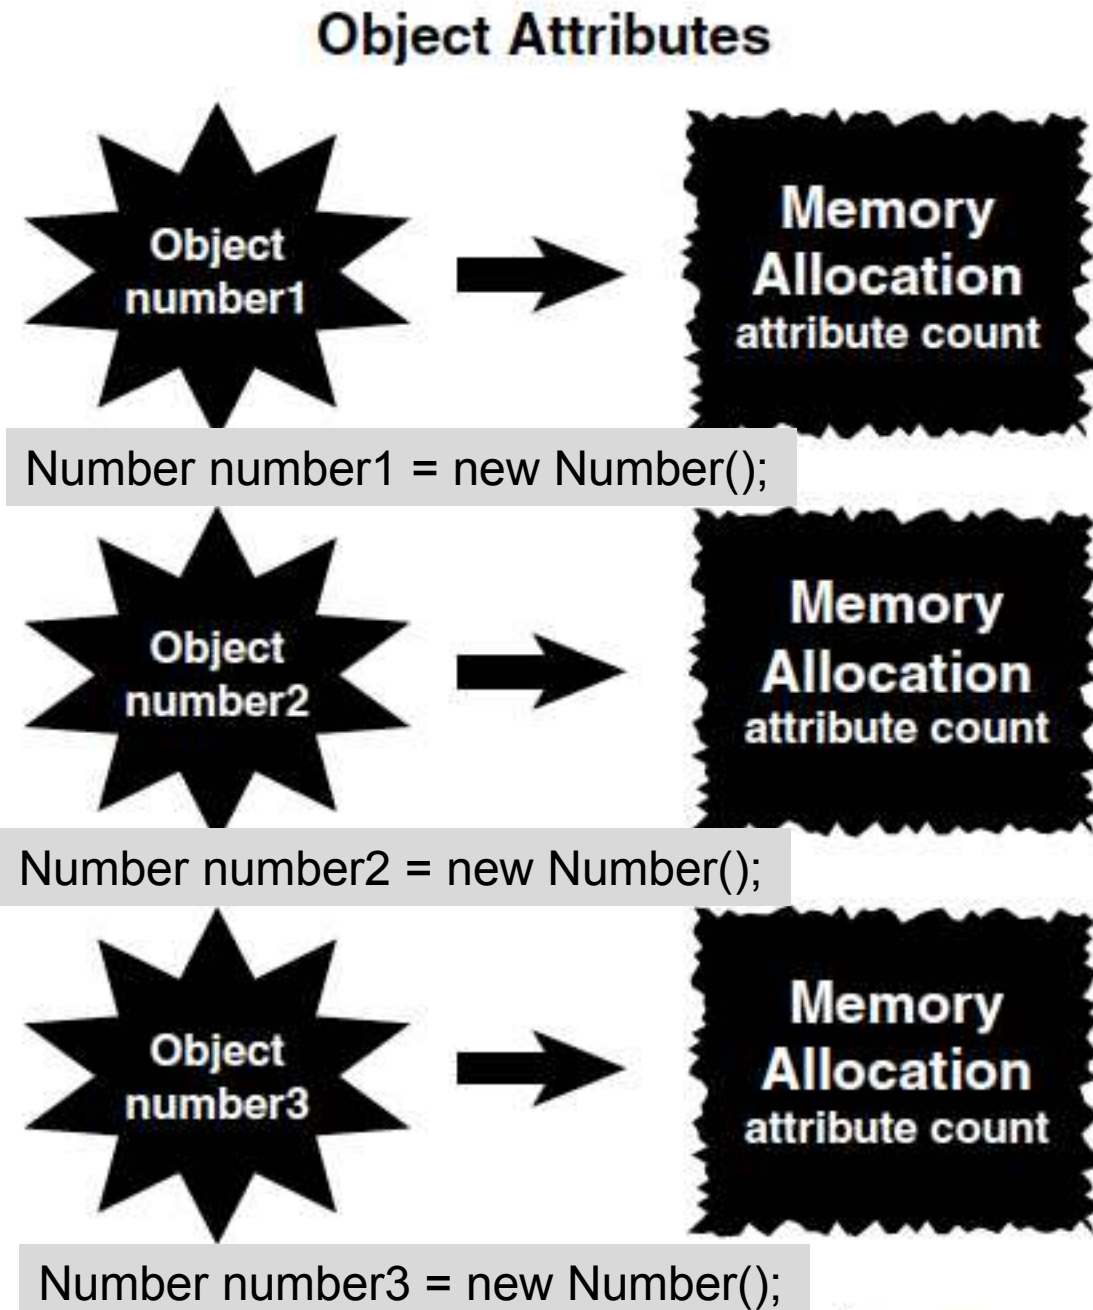 Object Attributes
Object
number1
Memory
Allocation
attribute count
Number number1 = new Number();
Object
number2
Memory
Allocation
attribute count
Number number2 = new Number();
Object
number3
Memory
Allocation
attribute count
Number number3 = new Number();